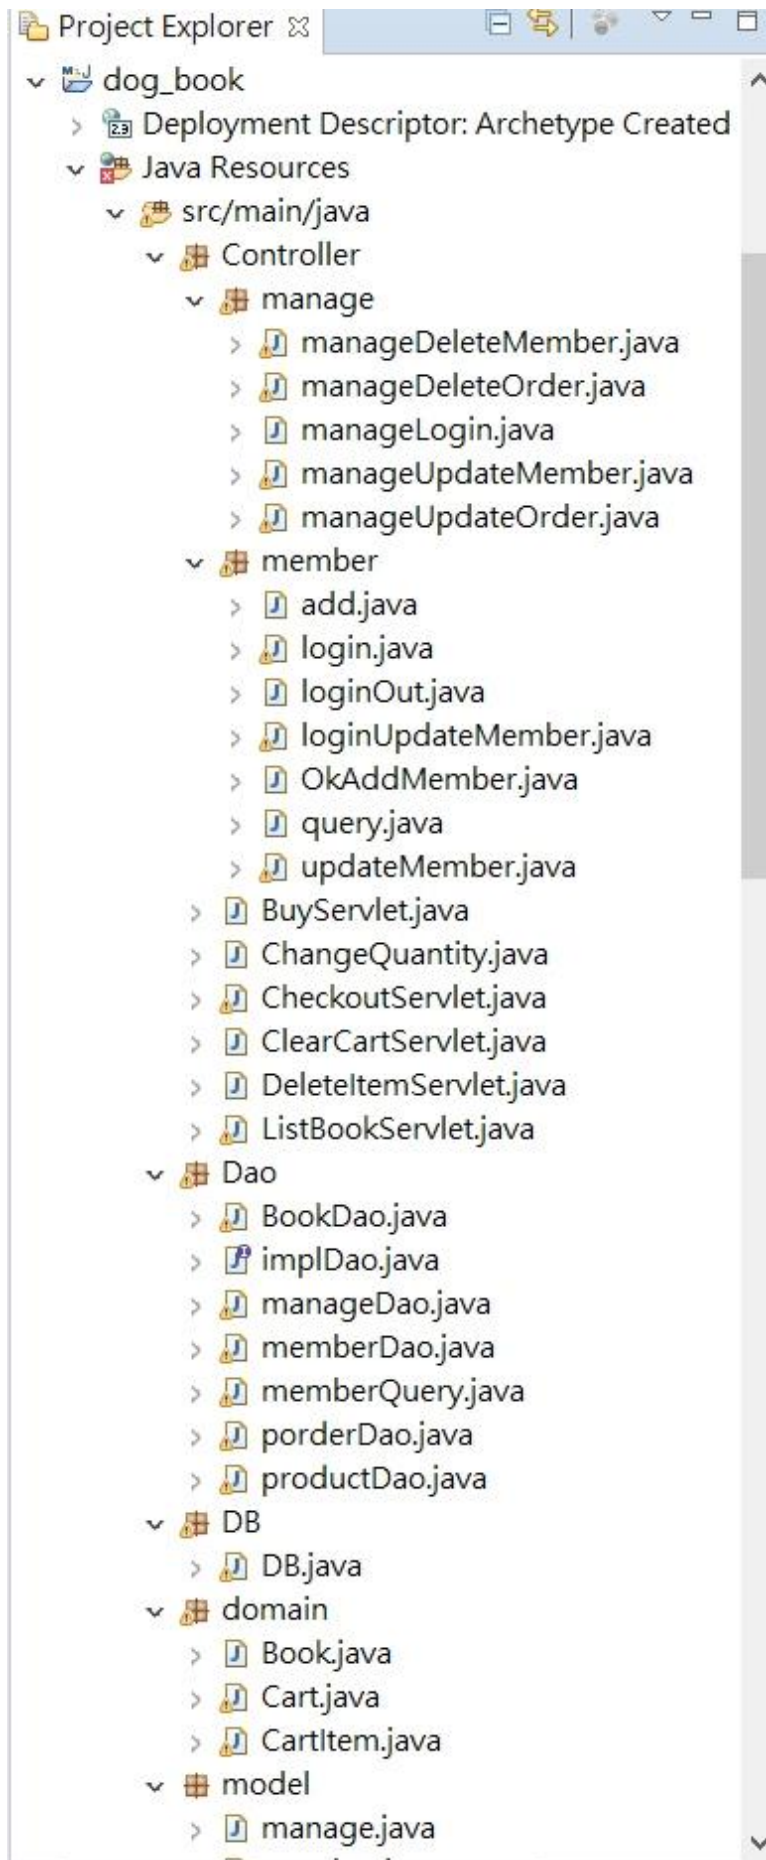 Project Explorer
dog_book
Deployment Descriptor: Archetype Created
Java Resources
src/main/java
Controller
manage
manageDeleteMember.java
manageDeleteOrder.java
manageLogin.java
manageUpdateMember.java
manageUpdateOrder.java
member
add.java
login.java
loginOut.java
loginUpdateMember.java
OkAddMember.java
query.java
updateMember.java
BuyServlet.java
ChangeQuantity.java
CheckoutServlet.java
ClearCartServlet.java
DeleteItemServlet.java
ListBookServlet.java
Dao
BookDao.java
implDao.java
manageDao.java
memberDao.java
memberQuery.java
porderDao.java
productDao.java
DB
DB.java
domain
Book.java
Cart.java
CartItem.java
model
manage.java